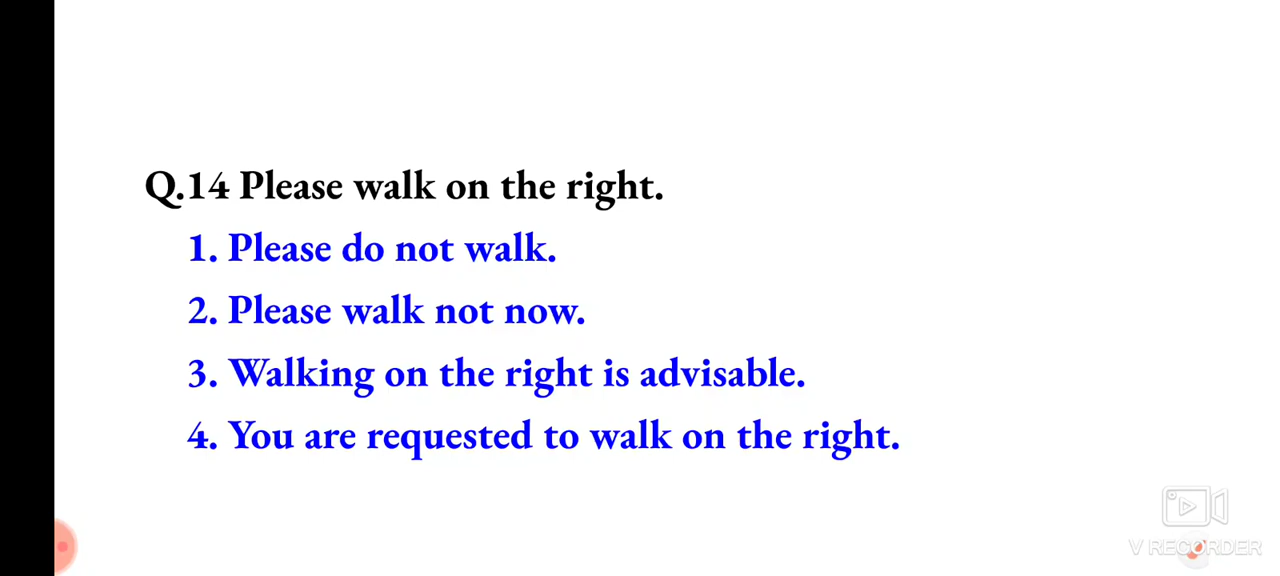 Q.14 Please walk on the right.
1. Please do not walk.
2. Please walk not now.
3. Walking on the right is advisable.
4. You are requested to walk on the right.
V RECORDER